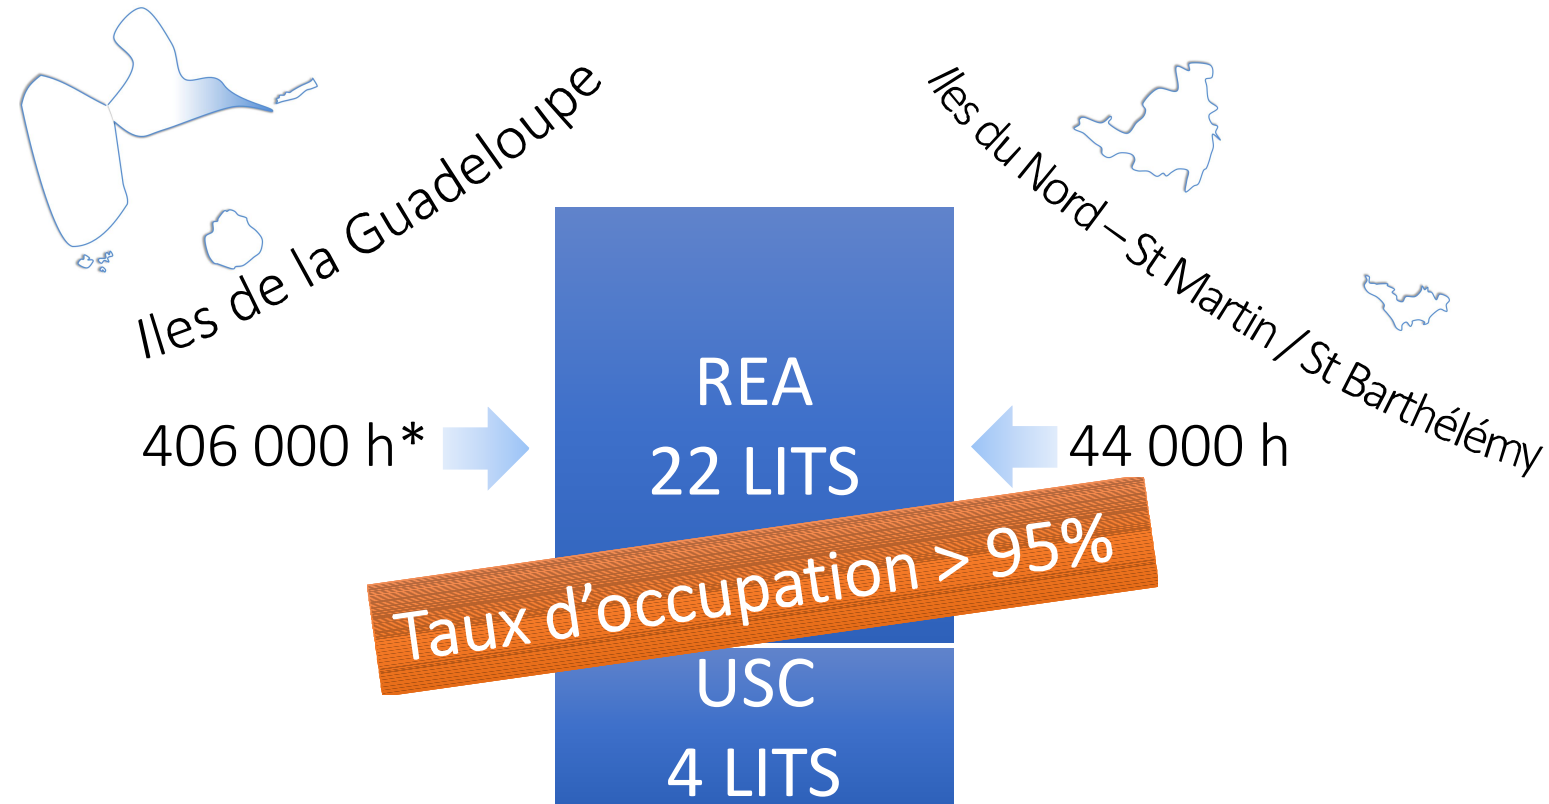 Iles de la Guadeloupe
Iles du Nord – St Martin / St Barthélémy
406 000 h*
44 000 h
REA
22 LITS
Taux d’occupation > 95%
USC
4 LITS